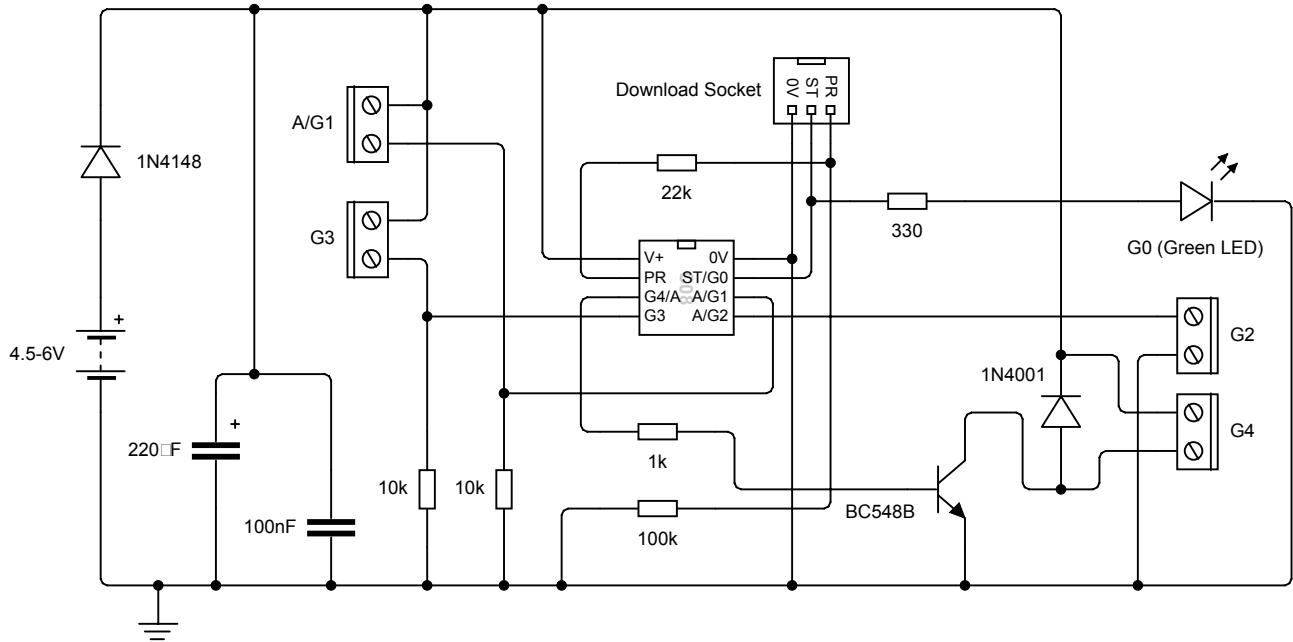 Download Socket
0V
ST
PR
A/G1
1N4148
22k
330
G0 (Green LED)
G3
V+
0V
PR
ST/G0
G4/A
A/G1
G3
A/G2
808
+
4.5-6V
G2
1N4001
G4
+
220□F
1k
10k
10k
BC548B
100nF
100k